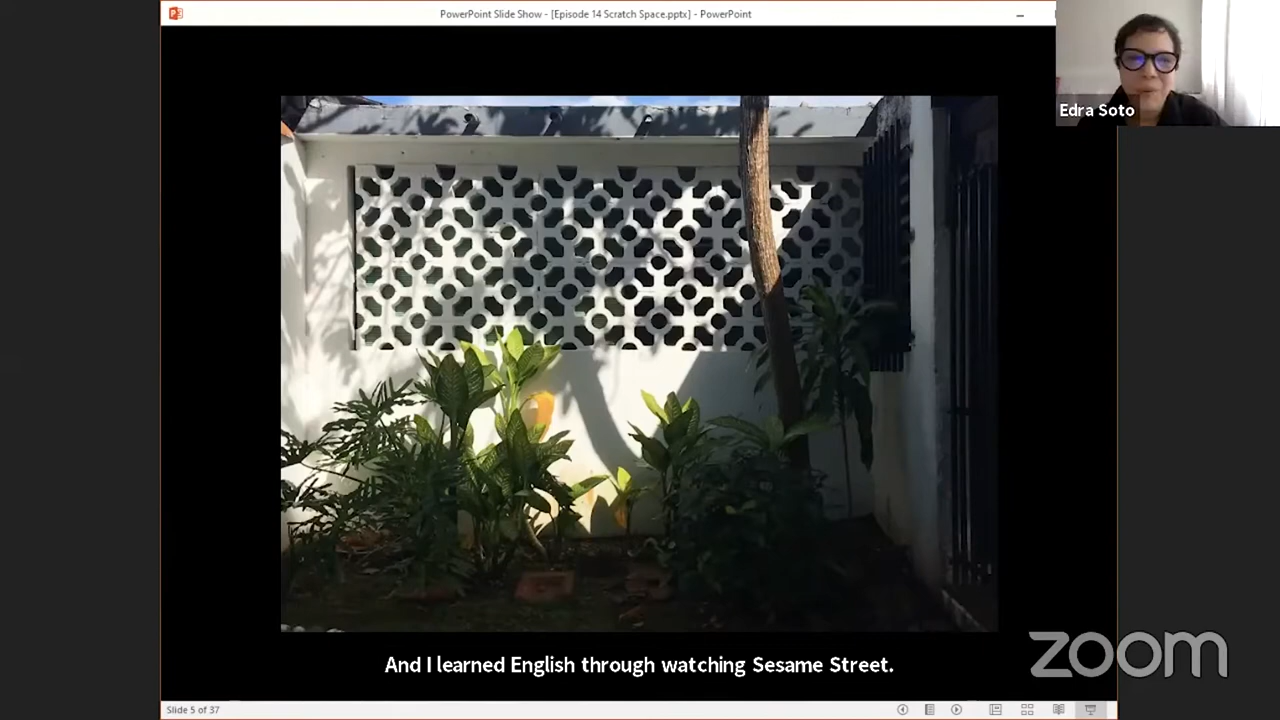 PowerPoint Slide Show - [Episode 14 Scratch Space.pptx] - PowerPoint
Edra Soto
And I learned English through watching Sesame Street.
zoom
Slide 5 of 37